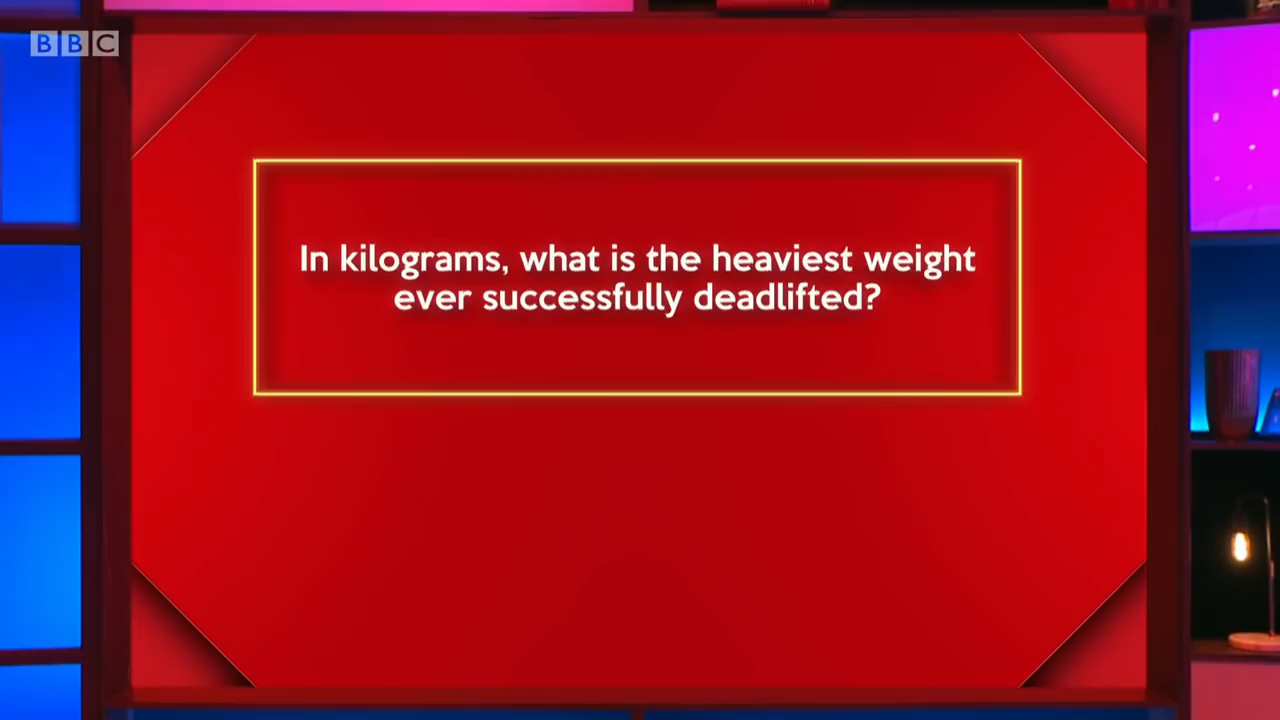 BBC
In kilograms, what is the heaviest weight
ever successfully deadlifted?